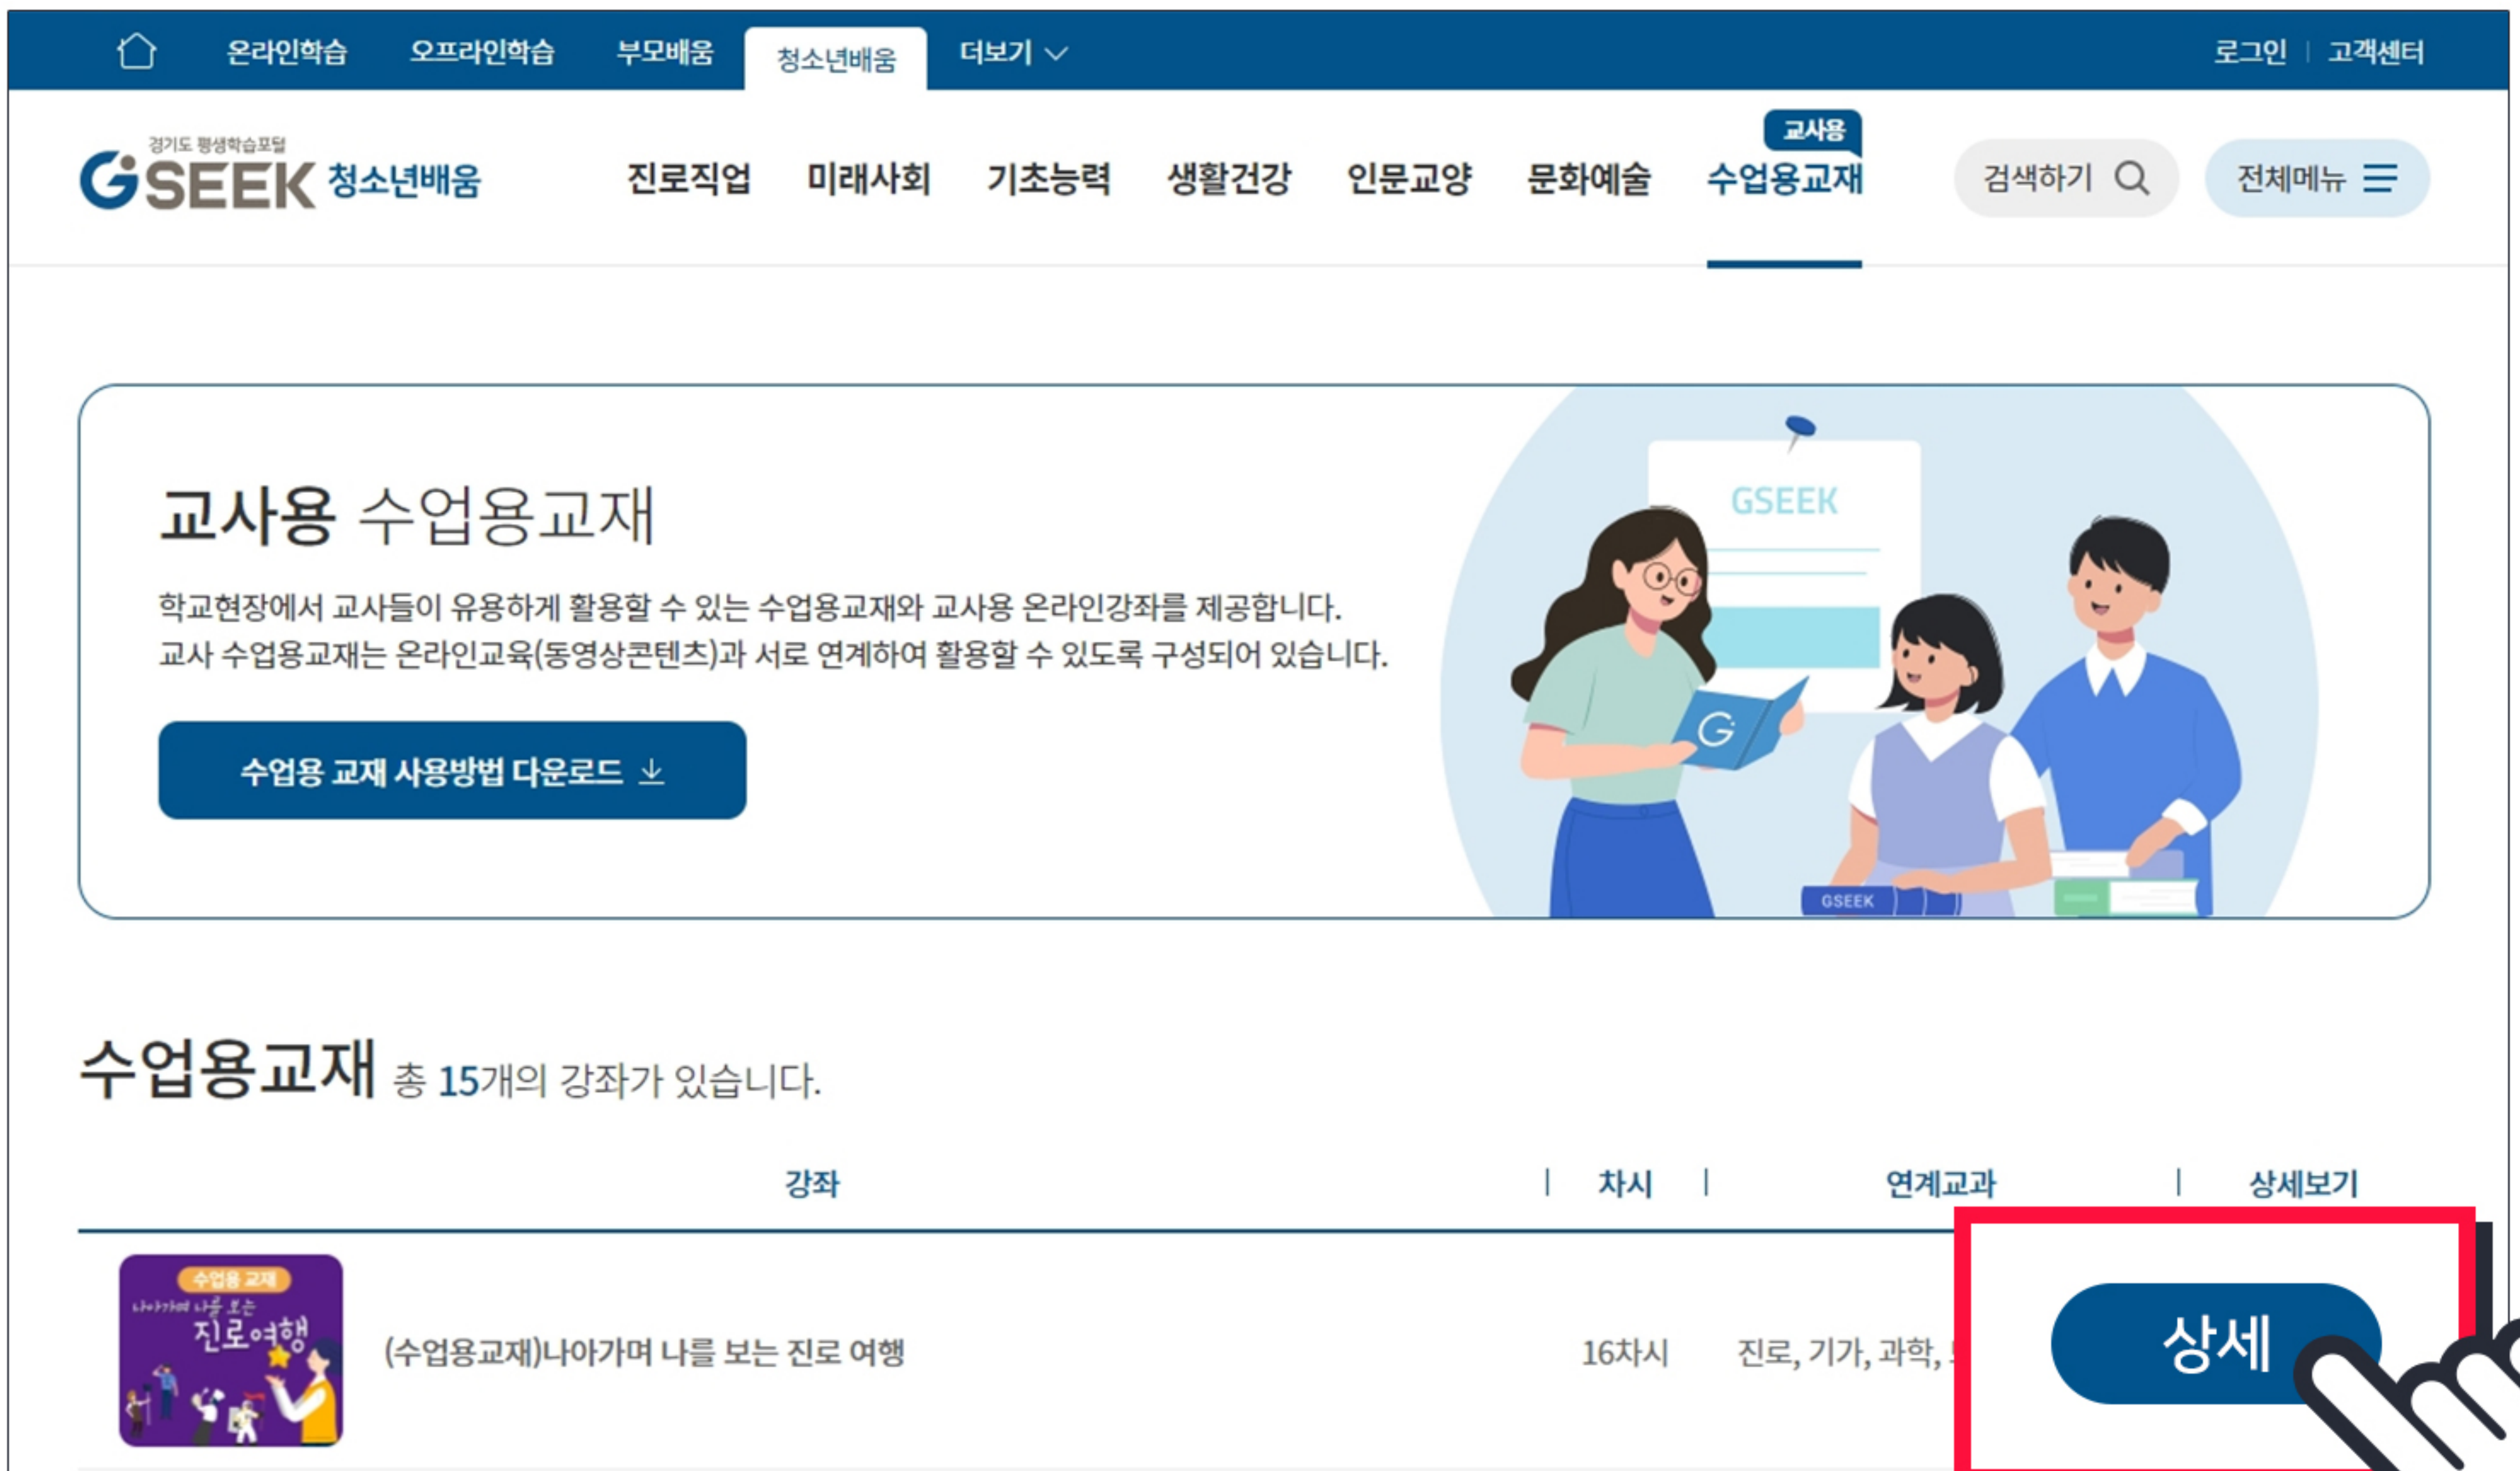 온라인학습 오프라인학습 부모배움 청소년배움 더보기 로그인 고객센터
경기도 평생학습포털
GSEEK 청소년배움 진로직업 미래사회 기초능력 생활건강 인문교양 문화예술 수업용교재 검색하기 전체메뉴
교사용
교사용 수업용교재
학교현장에서 교사들이 유용하게 활용할 수 있는 수업용교재와 교사용 온라인강좌를 제공합니다.
교사 수업용교재는 온라인교육(동영상콘텐츠)과 서로 연계하여 활용할 수 있도록 구성되어 있습니다.
수업용 교재 사용방법 다운로드
GSEEK
G
GSEEK
수업용교재 총 15개의 강좌가 있습니다.
강좌 차시 연계교과 상세보기
수업용 교재
나아가며 나를 보는
진로여행
(수업용교재)나아가며 나를 보는 진로 여행 16차시 진로, 기가, 과학, 상세